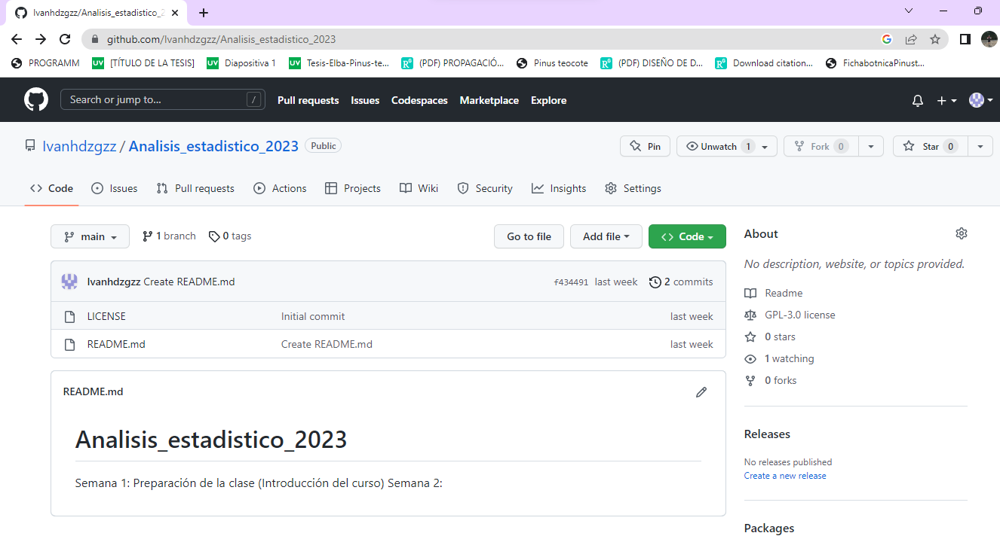 Ivanhdzgzz/Analisis_estadistico_2
github.com/Ivanhdzgzz/Analisis_estadistico_2023
PROGRAMM [TÍTULO DE LA TESIS] Diapositiva 1 Tesis-Elba-Pinus-te... (PDF) PROPAGACIÓ... Pinus teocote (PDF) DISEÑO DE D... Download citation... FichabotnicaPinust...
Search or jump to... / Pull requests Issues Codespaces Marketplace Explore
Ivanhdzgzz / Analisis_estadistico_2023 Public Pin Unwatch 1 Fork 0 Star 0
Code Issues Pull requests Actions Projects Wiki Security Insights Settings
main 1 branch 0 tags Go to file Add file Code
Ivanhdzgzz Create README.md f434491 last week 2 commits
LICENSE Initial commit last week
README.md Create README.md last week
README.md
Analisis_estadistico_2023
Semana 1: Preparación de la clase (Introducción del curso) Semana 2:
About
No description, website, or topics provided.
Readme
GPL-3.0 license
0 stars
1 watching
0 forks
Releases
No releases published
Create a new release
Packages